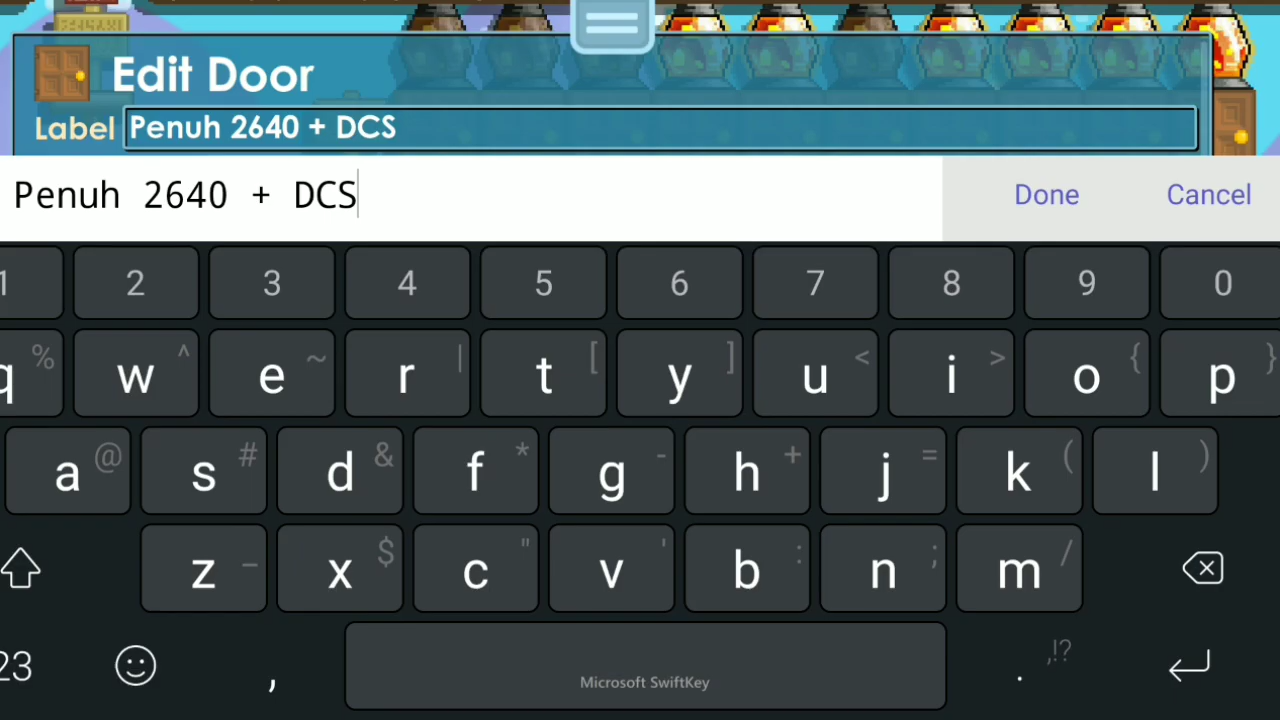 Edit Door
Label Penuh 2640 + DCS
Penuh 2640 + DCS
Done Cancel
1 2 3 4 5 6 7 8 9 0
q % w ^ e ~ r | t [ y ] u < i > o { p }
a @ s # d & f * g - h + j = k ( l )
z _ x $ c " v ' b : n ; m /
23 , Microsoft SwiftKey . ,!?